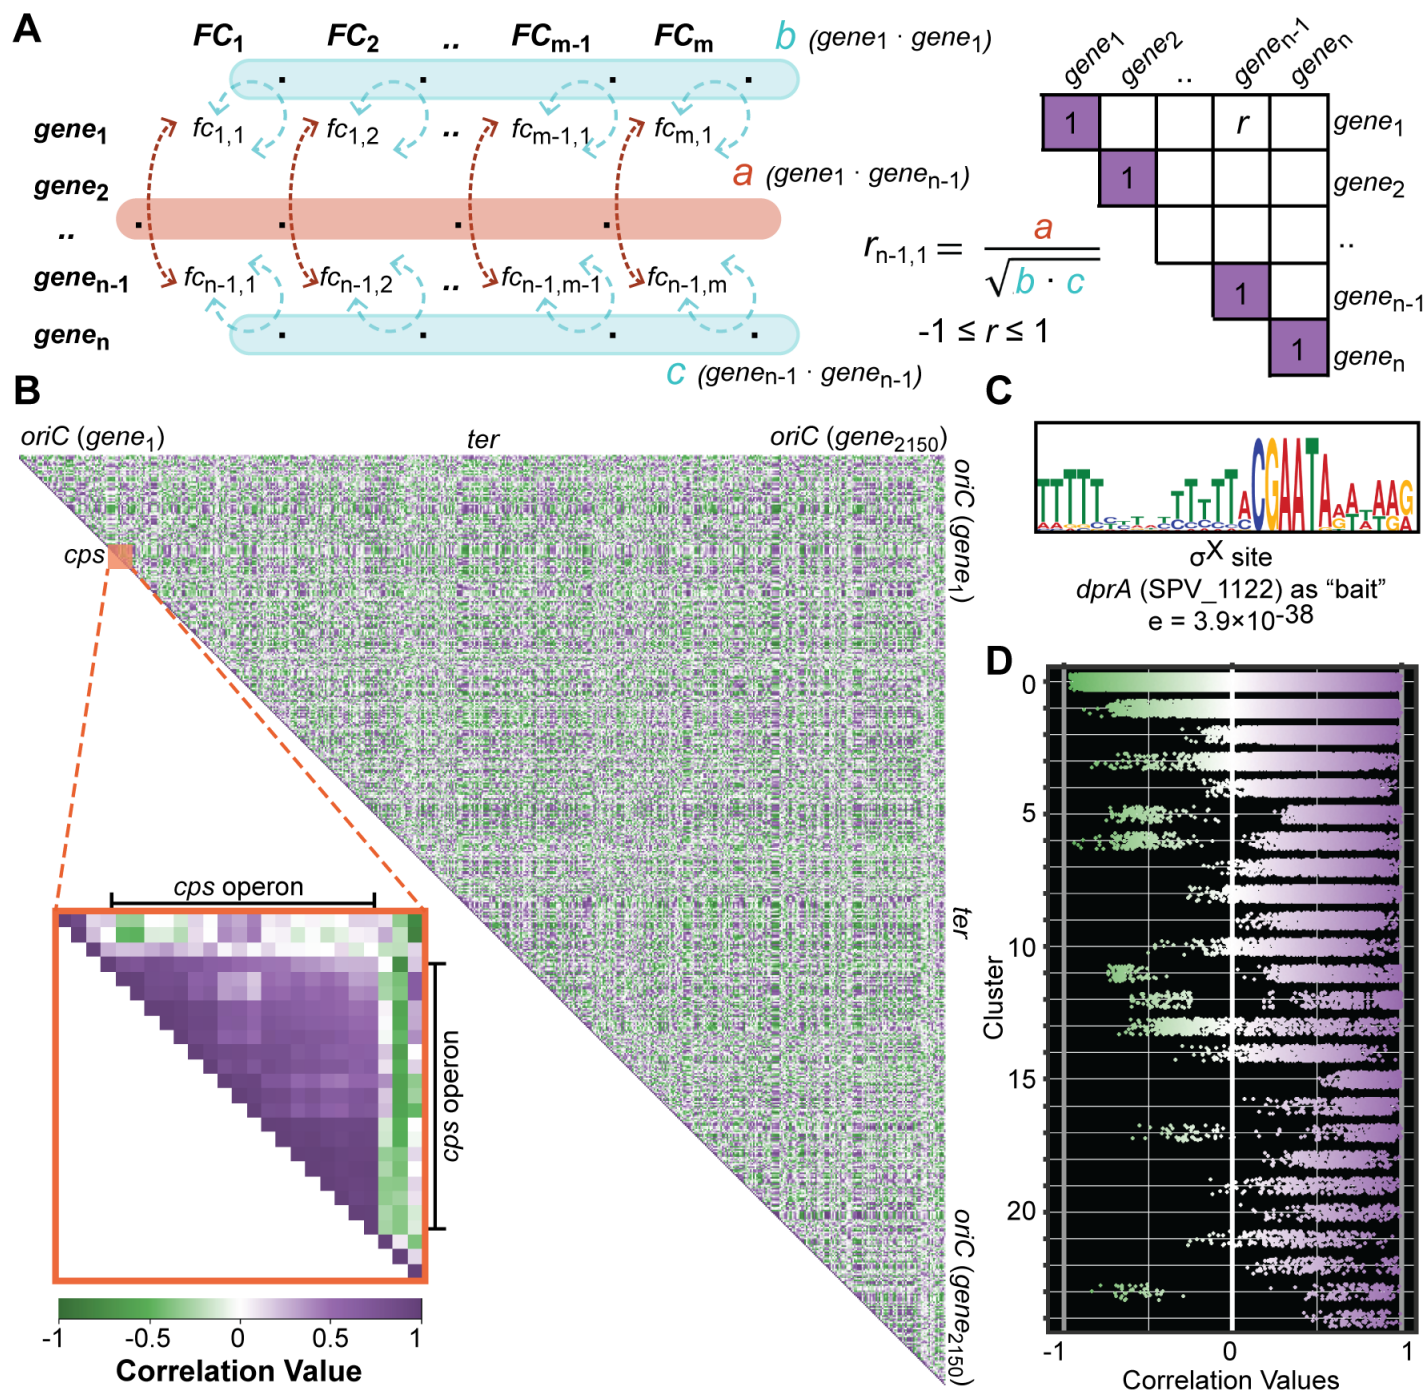 A
FC1 FC2 .. FCm-1 FCm
b (gene1 · gene1)
gene1 fc1,1 fc1,2 .. fcm-1,1 fcm,1
gene2
a (gene1 · genen-1)
..
genen-1 fcn-1,1 fcn-1,2 .. fcn-1,m-1 fcn-1,m
genen
c (genen-1 · genen-1)
rn-1,1 = a / √b · c
-1 ≤ r ≤ 1
gene1 gene2 .. genen-1 genen
1 r gene1
1 gene2
..
1 genen-1
1 genen
B
oriC (gene1) ter oriC (gene2150)
oriC (gene1)
ter
oriC (gene2150)
cps
cps operon
cps operon
-1 -0.5 0 0.5 1
Correlation Value
C
TTTT TTTTTACGAATAAATAAG
σX site
dprA (SPV_1122) as “bait”
e = 3.9×10-38
D
0
5
10
15
20
Cluster
-1 0 1
Correlation Values